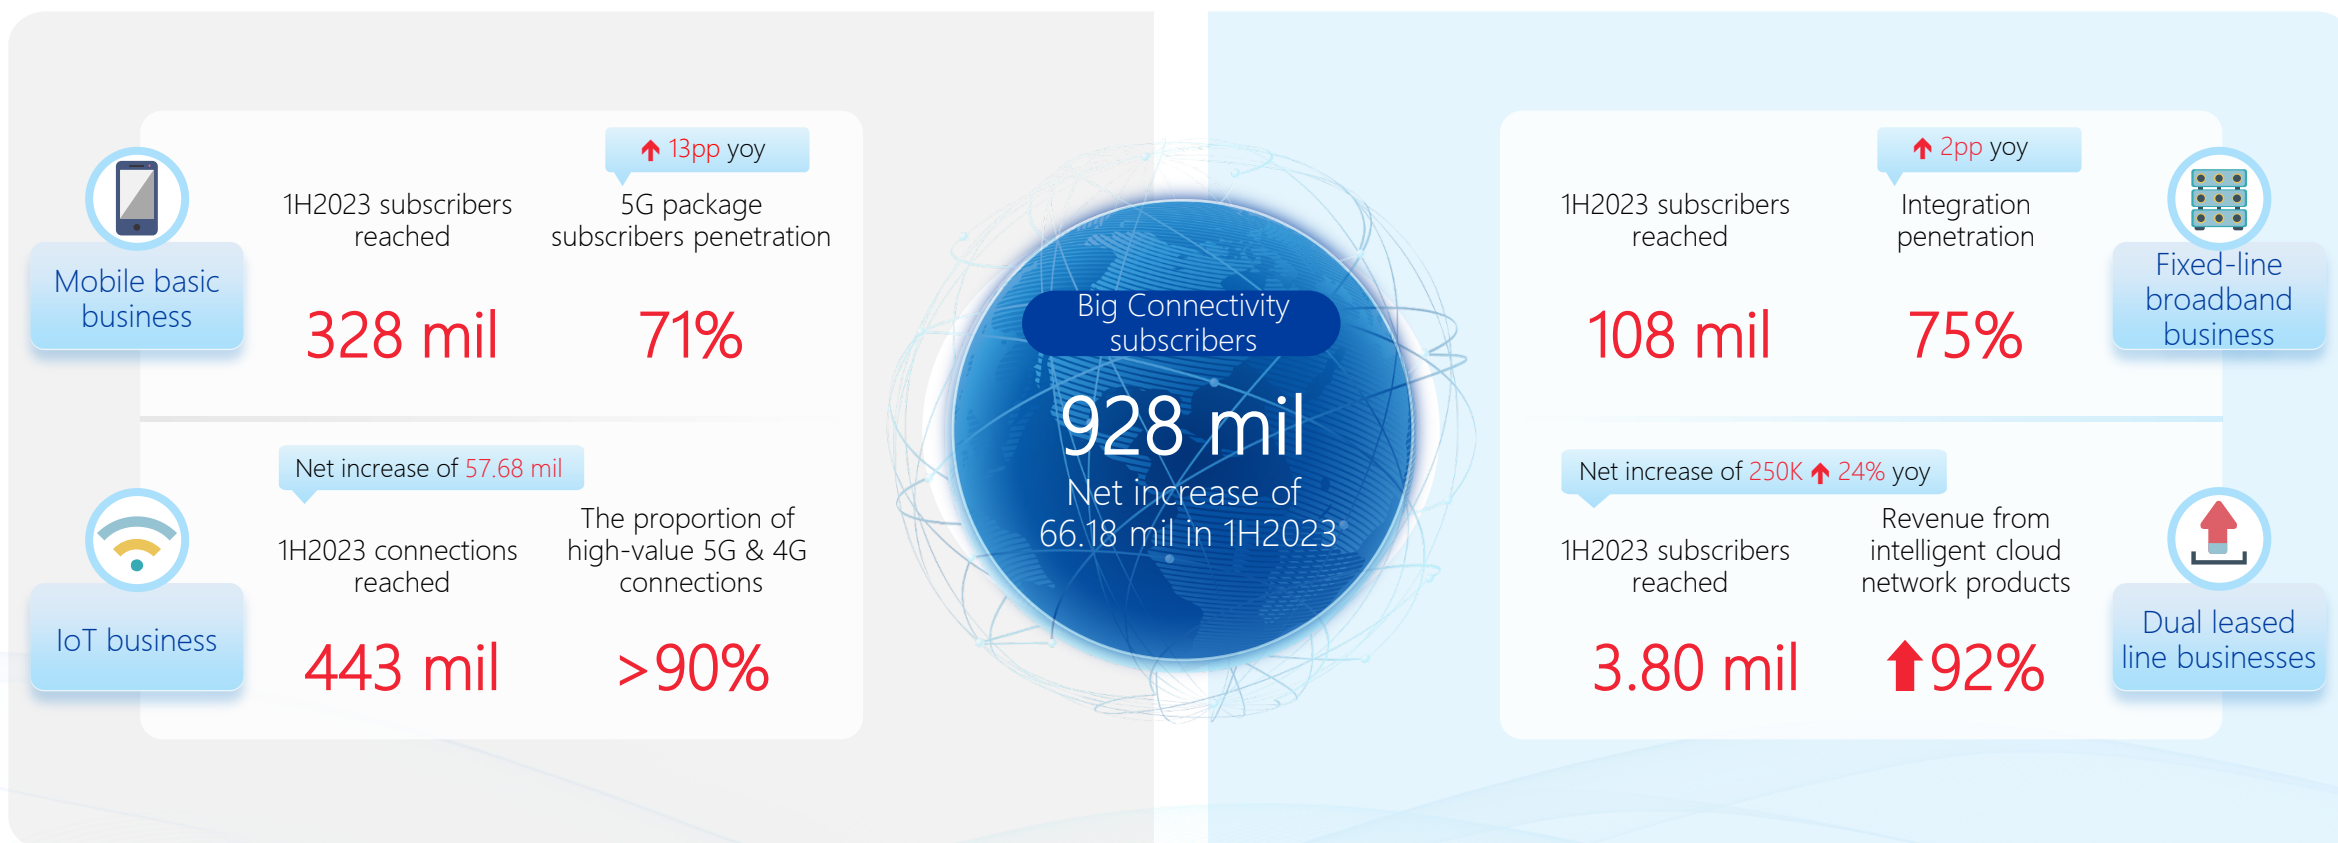 ↑ 13pp yoy
1H2023 subscribers
reached
5G package
subscribers penetration
Mobile basic
business
328 mil
71%
Net increase of 57.68 mil
1H2023 connections
reached
The proportion of
high-value 5G & 4G
connections
IoT business
443 mil
>90%
Big Connectivity
subscribers
928 mil
Net increase of
66.18 mil in 1H2023
↑ 2pp yoy
1H2023 subscribers
reached
Integration
penetration
Fixed-line
broadband
business
108 mil
75%
Net increase of 250K ↑ 24% yoy
1H2023 subscribers
reached
Revenue from
intelligent cloud
network products
Dual leased
line businesses
3.80 mil
↑92%